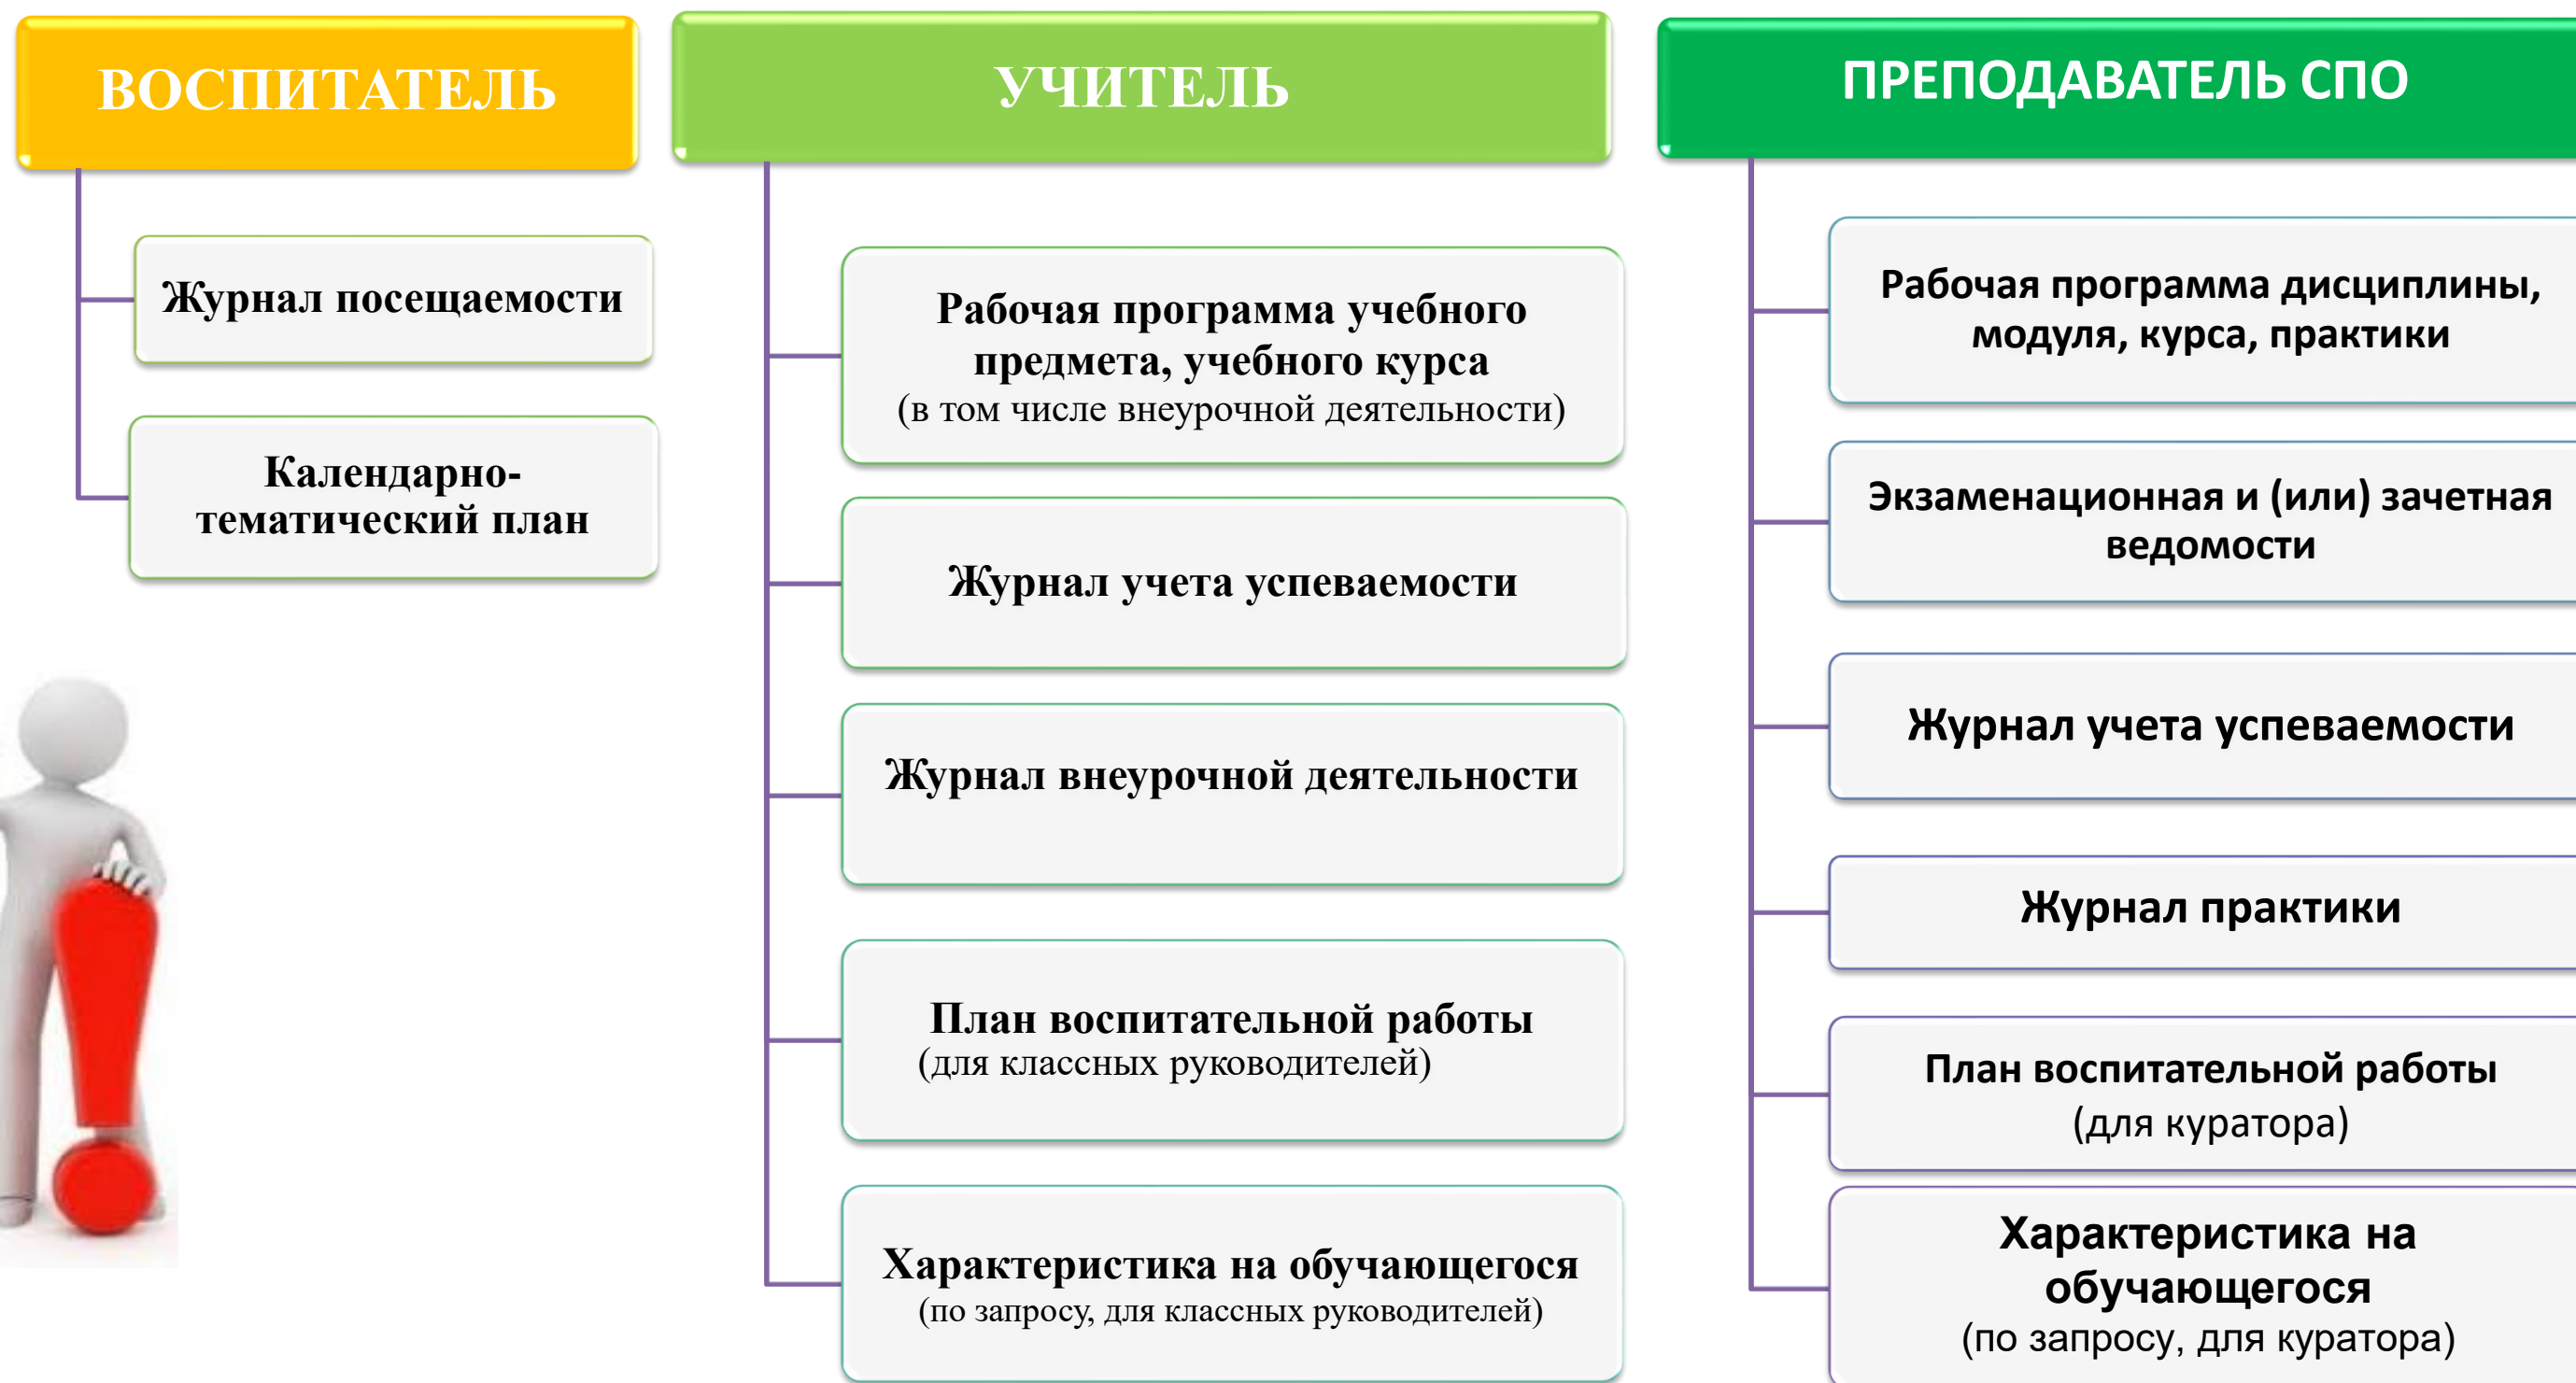 ВОСПИТАТЕЛЬ
Журнал посещаемости
Календарно-
тематический план
УЧИТЕЛЬ
Рабочая программа учебного
предмета, учебного курса
(в том числе внеурочной деятельности)
Журнал учета успеваемости
Журнал внеурочной деятельности
План воспитательной работы
(для классных руководителей)
Характеристика на обучающегося
(по запросу, для классных руководителей)
ПРЕПОДАВАТЕЛЬ СПО
Рабочая программа дисциплины,
модуля, курса, практики
Экзаменационная и (или) зачетная
ведомости
Журнал учета успеваемости
Журнал практики
План воспитательной работы
(для куратора)
Характеристика на
обучающегося
(по запросу, для куратора)